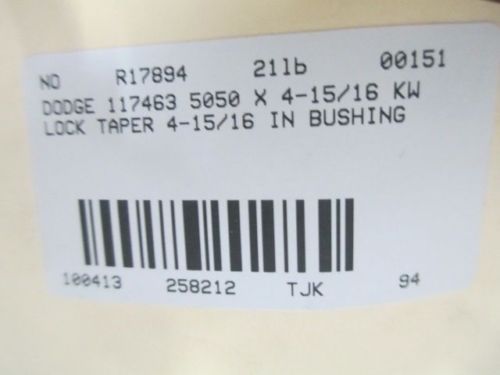 NO R17894 21lb 00151
DODGE 117463 5050 X 4-15/16 KW
LOCK TAPER 4-15/16 IN BUSHING
100413 258212 TJK 94